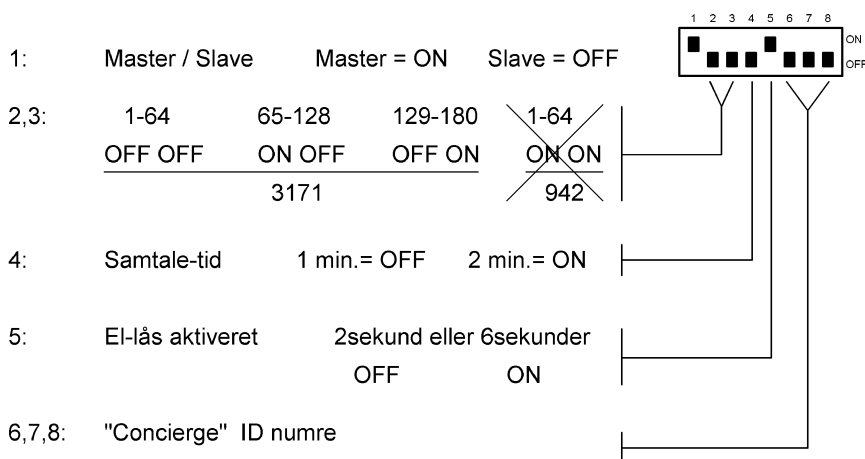 1 2 3 4 5 6 7 8
ON
OFF
1: Master / Slave Master = ON Slave = OFF
2,3: 1-64 65-128 129-180 1-64
OFF OFF ON OFF OFF ON ON ON
3171 942
4: Samtale-tid 1 min.= OFF 2 min.= ON
5: El-lås aktiveret 2sekund eller 6sekunder
OFF ON
6,7,8: "Concierge" ID numre